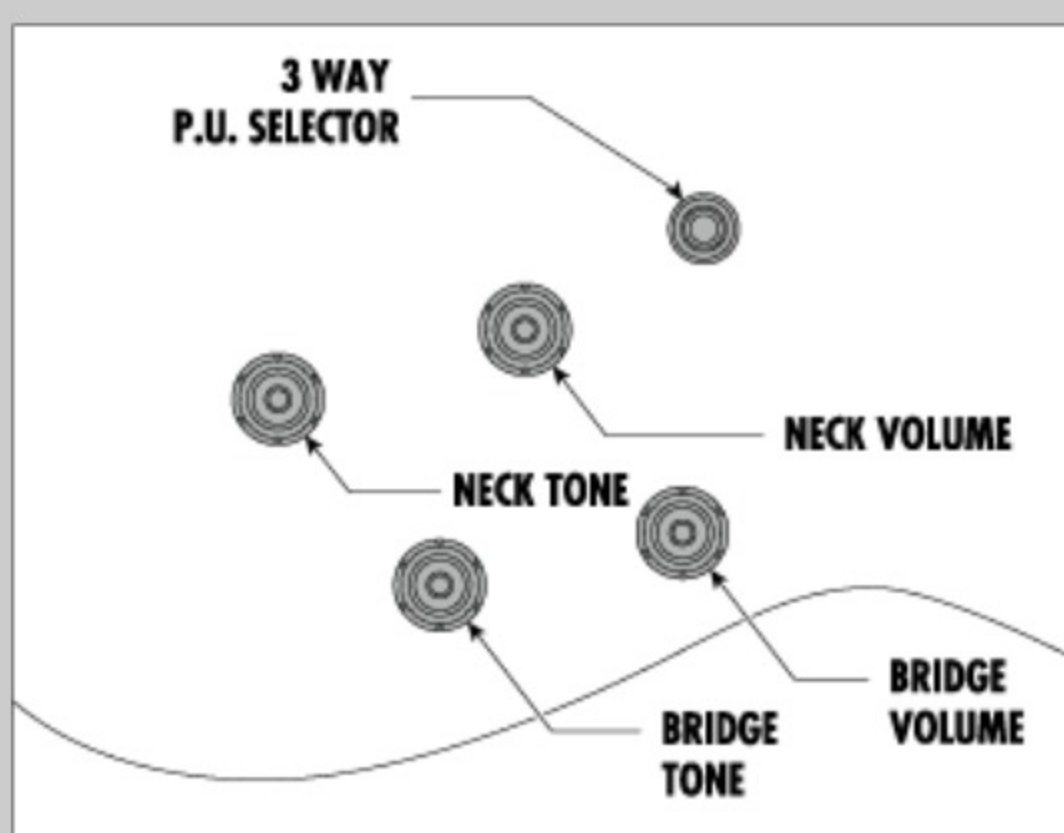 3 WAY
P.U. SELECTOR
NECK VOLUME
NECK TONE
BRIDGE
VOLUME
BRIDGE
TONE